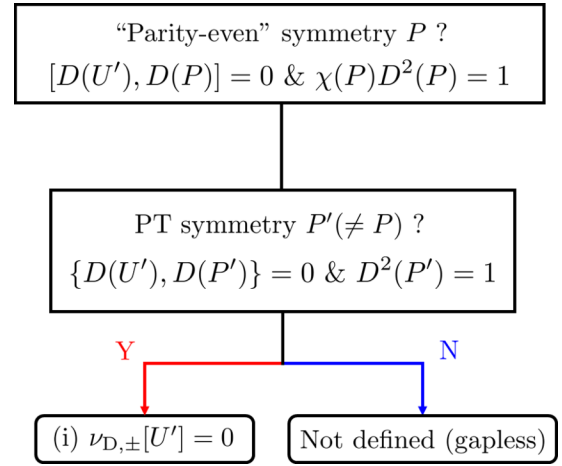 “Parity-even” symmetry P ?
[D(U′), D(P)] = 0 & χ(P)D²(P) = 1
PT symmetry P′(≠ P) ?
{D(U′), D(P′)} = 0 & D²(P′) = 1
Y
N
(i) ν_{D,±}[U′] = 0
Not defined (gapless)